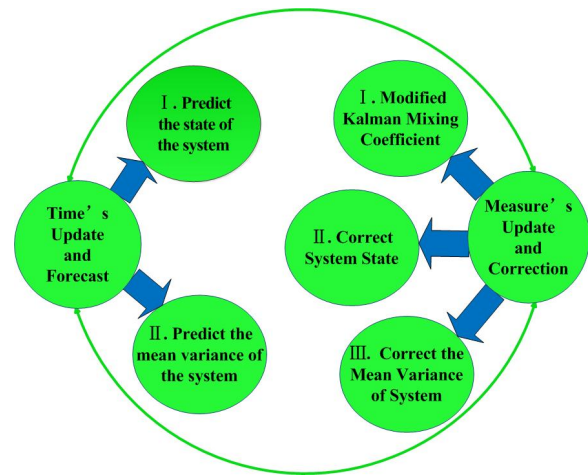 Ⅰ. Predict
the state of
the system
Ⅰ. Modified
Kalman Mixing
Coefficient
Time’s
Update
and
Forecast
Measure’s
Update
and
Correction
Ⅱ. Correct
System State
Ⅱ. Predict the
mean variance of
the system
Ⅲ. Correct the
Mean Variance
of System